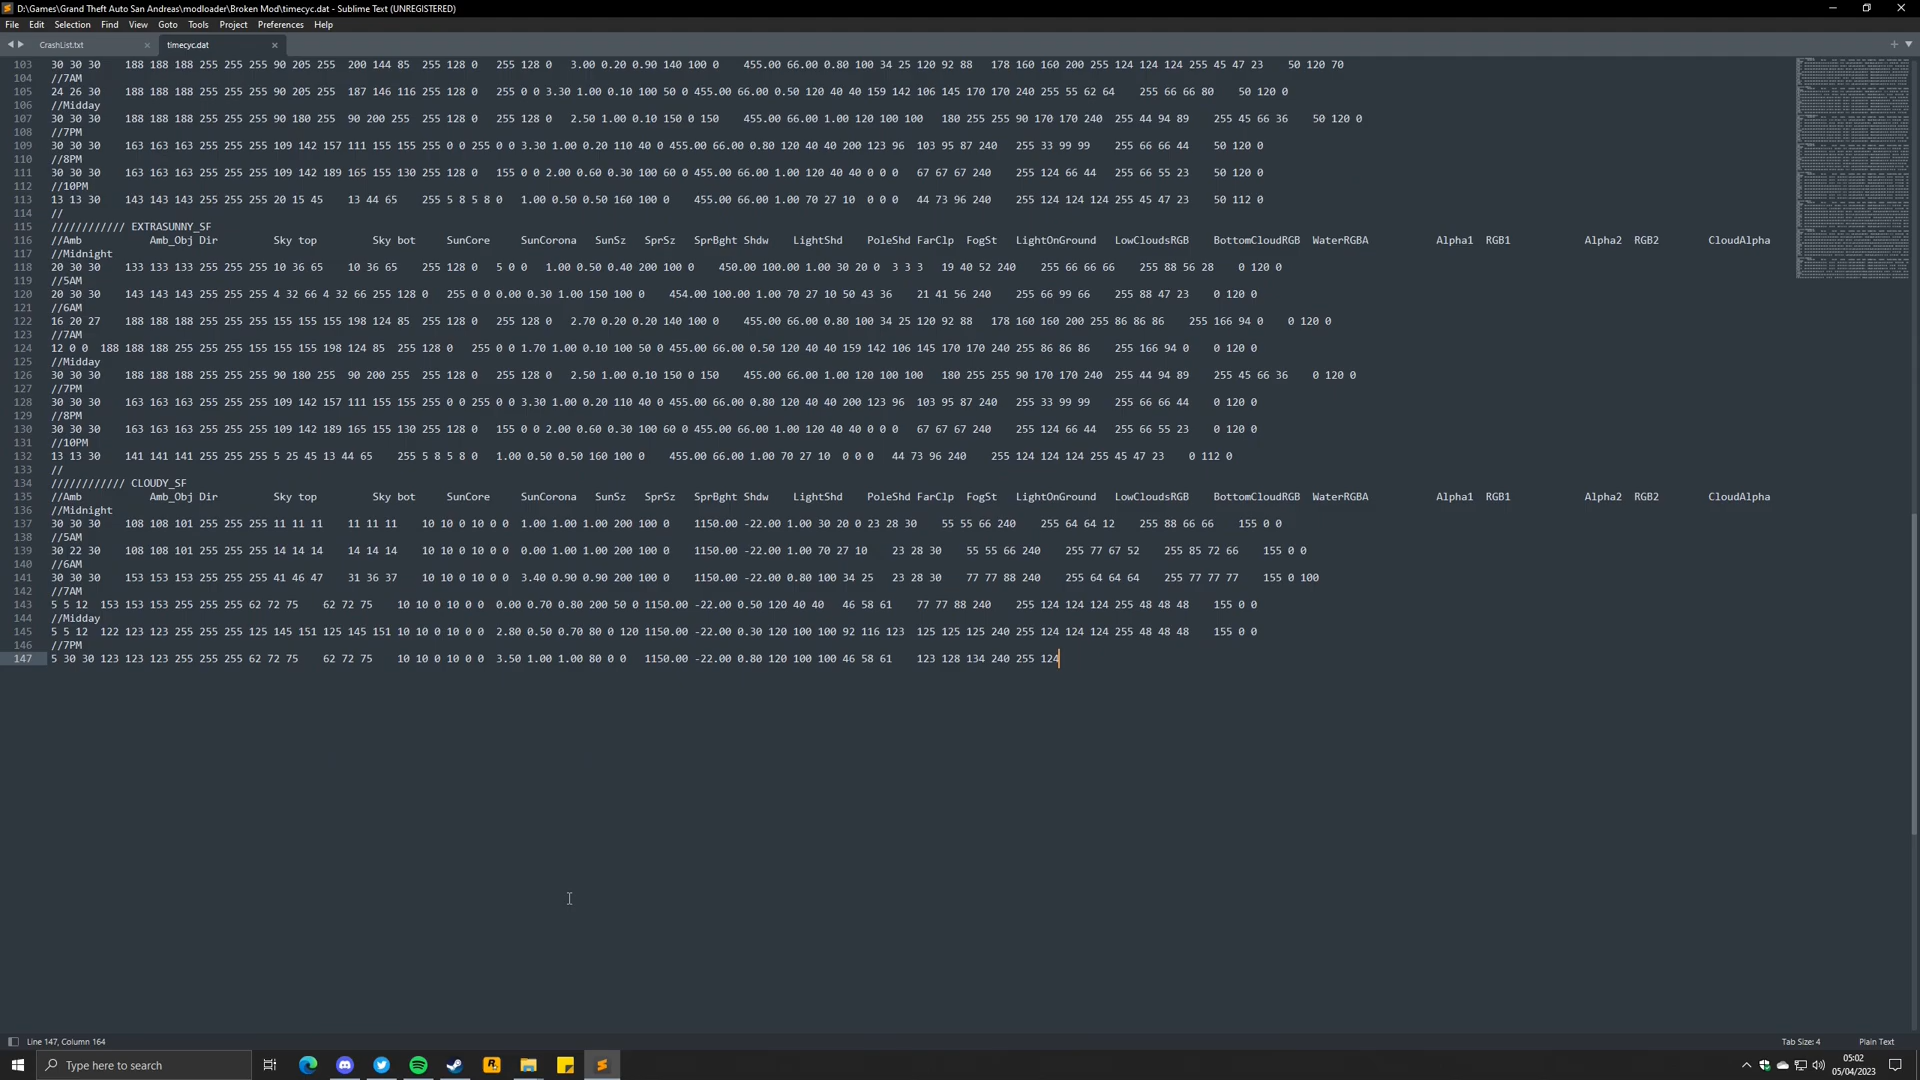 D:\Games\Grand Theft Auto San Andreas\modloader\Broken Mod\timecyc.dat - Sublime Text (UNREGISTERED)
File Edit Selection Find View Goto Tools Project Preferences Help
CrashList.txt timecyc.dat
103 30 30 30 188 188 188 255 255 255 90 205 255 200 144 85 255 128 0 255 128 0 3.00 0.20 0.90 140 100 0 455.00 66.00 0.80 100 34 25 120 92 88 178 160 160 200 255 124 124 124 255 45 47 23 50 120 70
104 //7AM
105 24 26 30 188 188 188 255 255 255 90 205 255 187 146 116 255 128 0 255 0 0 3.30 1.00 0.10 100 50 0 455.00 66.00 0.50 120 40 40 159 142 106 145 170 170 240 255 55 62 64 255 66 66 80 50 120 0
106 //Midday
107 30 30 30 188 188 188 255 255 255 90 180 255 90 200 255 255 128 0 255 128 0 2.50 1.00 0.10 150 0 150 455.00 66.00 1.00 120 100 100 180 255 255 90 170 170 240 255 44 94 89 255 45 66 36 50 120 0
108 //7PM
109 30 30 30 163 163 163 255 255 255 109 142 157 111 155 155 255 0 0 255 0 0 3.30 1.00 0.20 110 40 0 455.00 66.00 0.80 120 40 40 200 123 96 103 95 87 240 255 33 99 99 255 66 66 44 50 120 0
110 //8PM
111 30 30 30 163 163 163 255 255 255 109 142 189 165 155 130 255 128 0 155 0 0 2.00 0.60 0.30 100 60 0 455.00 66.00 1.00 120 40 40 0 0 0 67 67 67 240 255 124 66 44 255 66 55 23 50 120 0
112 //10PM
113 13 13 30 143 143 143 255 255 255 20 15 45 13 44 65 255 5 8 5 8 0 1.00 0.50 0.50 160 100 0 455.00 66.00 1.00 70 27 10 0 0 0 44 73 96 240 255 124 124 124 255 45 47 23 50 112 0
114 //
115 //////////// EXTRASUNNY_SF
116 //Amb Amb_Obj Dir Sky top Sky bot SunCore SunCorona SunSz SprSz SprBght Shdw LightShd PoleShd FarClp FogSt LightOnGround LowCloudsRGB BottomCloudRGB WaterRGBA Alpha1 RGB1 Alpha2 RGB2 CloudAlpha
117 //Midnight
118 20 30 30 133 133 133 255 255 255 10 36 65 10 36 65 255 128 0 5 0 0 1.00 0.50 0.40 200 100 0 450.00 100.00 1.00 30 20 0 3 3 3 19 40 52 240 255 66 66 66 255 88 56 28 0 120 0
119 //5AM
120 20 30 30 143 143 143 255 255 255 4 32 66 4 32 66 255 128 0 255 0 0 0.00 0.30 1.00 150 100 0 454.00 100.00 1.00 70 27 10 50 43 36 21 41 56 240 255 66 99 66 255 88 47 23 0 120 0
121 //6AM
122 16 20 27 188 188 188 255 255 255 155 155 155 198 124 85 255 128 0 255 128 0 2.70 0.20 0.20 140 100 0 455.00 66.00 0.80 100 34 25 120 92 88 178 160 160 200 255 86 86 86 255 166 94 0 0 120 0
123 //7AM
124 12 0 0 188 188 188 255 255 255 155 155 155 198 124 85 255 128 0 255 0 0 1.70 1.00 0.10 100 50 0 455.00 66.00 0.50 120 40 40 159 142 106 145 170 170 240 255 86 86 86 255 166 94 0 0 120 0
125 //Midday
126 30 30 30 188 188 188 255 255 255 90 180 255 90 200 255 255 128 0 255 128 0 2.50 1.00 0.10 150 0 150 455.00 66.00 1.00 120 100 100 180 255 255 90 170 170 240 255 44 94 89 255 45 66 36 0 120 0
127 //7PM
128 30 30 30 163 163 163 255 255 255 109 142 157 111 155 155 255 0 0 255 0 0 3.30 1.00 0.20 110 40 0 455.00 66.00 0.80 120 40 40 200 123 96 103 95 87 240 255 33 99 99 255 66 66 44 0 120 0
129 //8PM
130 30 30 30 163 163 163 255 255 255 109 142 189 165 155 130 255 128 0 155 0 0 2.00 0.60 0.30 100 60 0 455.00 66.00 1.00 120 40 40 0 0 0 67 67 67 240 255 124 66 44 255 66 55 23 0 120 0
131 //10PM
132 13 13 30 141 141 141 255 255 255 5 25 45 13 44 65 255 5 8 5 8 0 1.00 0.50 0.50 160 100 0 455.00 66.00 1.00 70 27 10 0 0 0 44 73 96 240 255 124 124 124 255 45 47 23 0 112 0
133 //
134 //////////// CLOUDY_SF
135 //Amb Amb_Obj Dir Sky top Sky bot SunCore SunCorona SunSz SprSz SprBght Shdw LightShd PoleShd FarClp FogSt LightOnGround LowCloudsRGB BottomCloudRGB WaterRGBA Alpha1 RGB1 Alpha2 RGB2 CloudAlpha
136 //Midnight
137 30 30 30 108 108 101 255 255 255 11 11 11 11 11 11 10 10 0 10 0 0 1.00 1.00 1.00 200 100 0 1150.00 -22.00 1.00 30 20 0 23 28 30 55 55 66 240 255 64 64 12 255 88 66 66 155 0 0
138 //5AM
139 30 22 30 108 108 101 255 255 255 14 14 14 14 14 14 10 10 0 10 0 0 0.00 1.00 1.00 200 100 0 1150.00 -22.00 1.00 70 27 10 23 28 30 55 55 66 240 255 77 67 52 255 85 72 66 155 0 0
140 //6AM
141 30 30 30 153 153 153 255 255 255 41 46 47 31 36 37 10 10 0 10 0 0 3.40 0.90 0.90 200 100 0 1150.00 -22.00 0.80 100 34 25 23 28 30 77 77 88 240 255 64 64 64 255 77 77 77 155 0 100
142 //7AM
143 5 5 12 153 153 153 255 255 255 62 72 75 62 72 75 10 10 0 10 0 0 0.00 0.70 0.80 200 50 0 1150.00 -22.00 0.50 120 40 40 46 58 61 77 77 88 240 255 124 124 124 255 48 48 48 155 0 0
144 //Midday
145 5 5 12 122 123 123 255 255 255 125 145 151 125 145 151 10 10 0 10 0 0 2.80 0.50 0.70 80 0 120 1150.00 -22.00 0.30 120 100 100 92 116 123 125 125 125 240 255 124 124 124 255 48 48 48 155 0 0
146 //7PM
147 5 30 30 123 123 123 255 255 255 62 72 75 62 72 75 10 10 0 10 0 0 3.50 1.00 1.00 80 0 0 1150.00 -22.00 0.80 120 100 100 46 58 61 123 128 134 240 255 124
Line 147, Column 164 Tab Size: 4 Plain Text
Type here to search
05:02
05/04/2023